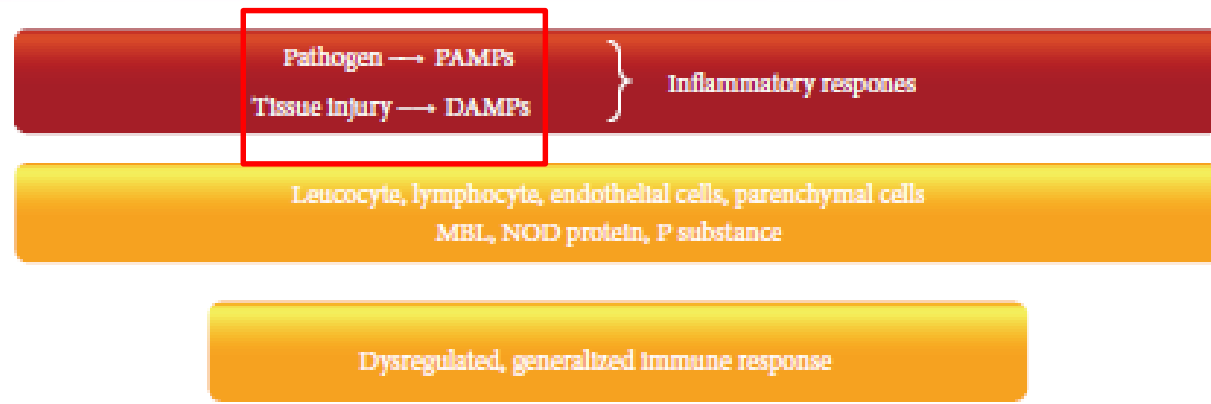 Pathogen ⟶ PAMPs
Tissue injury ⟶ DAMPs
Inflammatory respones
Leucocyte, lymphocyte, endothelial cells, parenchymal cells
MBL, NOD protein, P substance
Dysregulated, generalized immune response